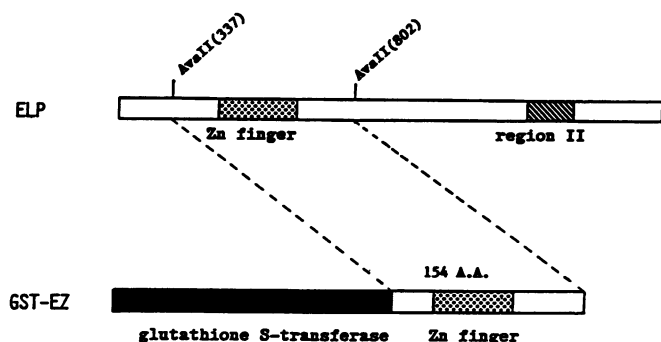 AvaII(337)
AvaII(802)
ELP
Zn finger
region II
154 A.A.
GST-EZ
glutathione S-transferase
Zn finger